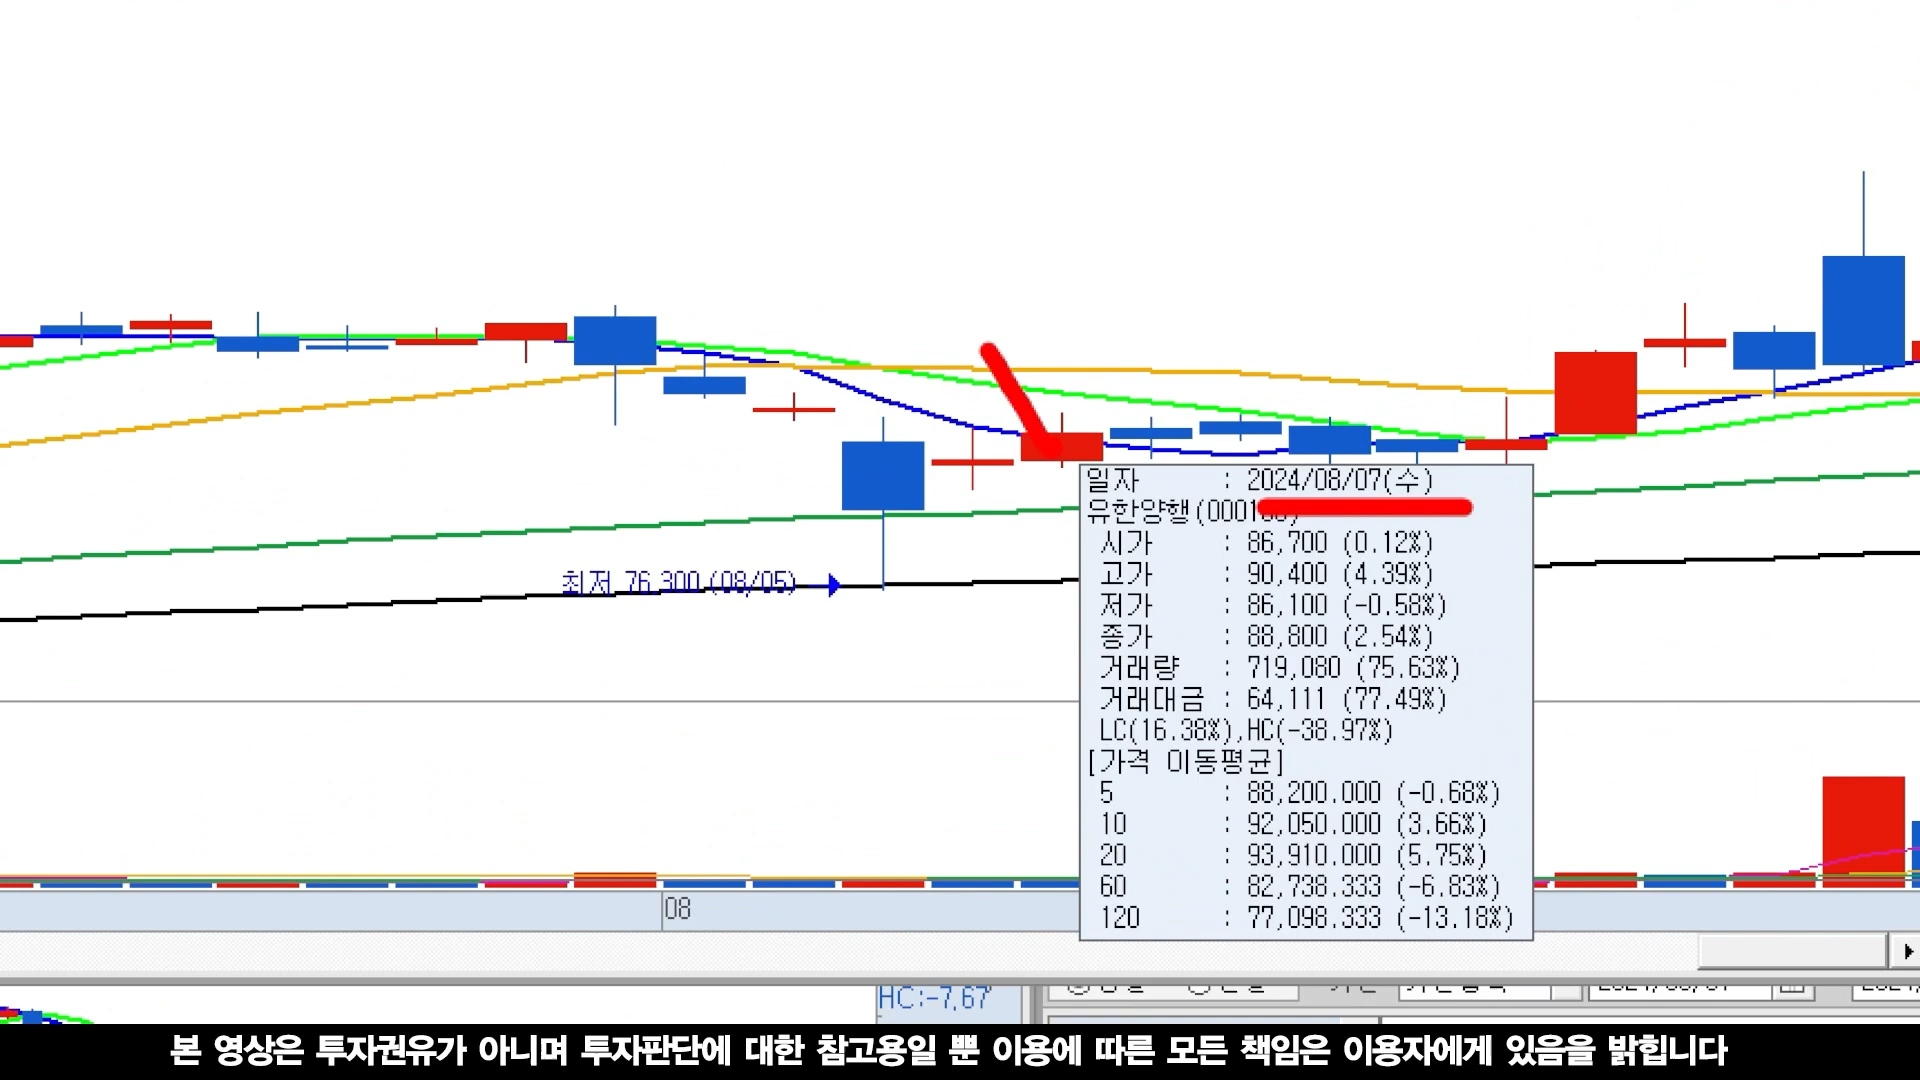 일자 : 2024/08/07(수)
유한양행(000100)
시가 : 86,700 (0.12%)
고가 : 90,400 (4.39%)
저가 : 86,100 (-0.58%)
종가 : 88,800 (2.54%)
거래량 : 719,080 (75.63%)
거래대금 : 64,111 (77.49%)
LC(16.38%),HC(-38.97%)
[가격 이동평균]
5 : 88,200.000 (-0.68%)
10 : 92,050.000 (3.66%)
20 : 93,910.000 (5.75%)
60 : 82,738.333 (-6.83%)
120 : 77,098.333 (-13.18%)
최저 76,300 (08/05)
08
HC:-7,67
본 영상은 투자권유가 아니며 투자판단에 대한 참고용일 뿐 이용에 따른 모든 책임은 이용자에게 있음을 밝힙니다